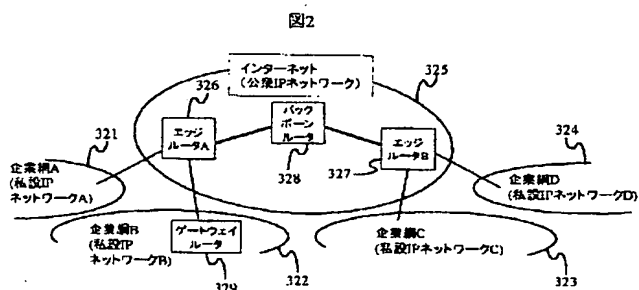 図2
インターネット
(公衆IPネットワーク)
325
326
バック
ボーン
ルータ
328
321
エッジ
ルータA
エッジ
ルータB
327
324
企業網A
(私設IP
ネットワークA)
企業網D
(私設IPネットワークD)
企業網B
(私設IP
ネットワークB)
ゲートウェイ
ルータ
329
322
企業網C
(私設IPネットワークC)
323